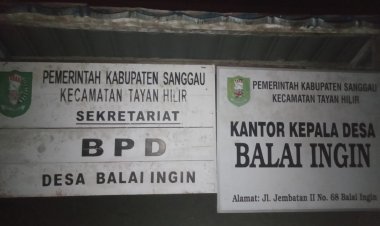 PEMERINTAH KABUPATEN SANGGAU
KECAMATAN TAYAN HILIR
SEKRETARIAT
BPD
DESA BALAI INGIN
PEMERINTAH KABUPATEN SANGGAU
KECAMATAN TAYAN HILIR
KANTOR KEPALA DESA
BALAI INGIN
Alamat: Jl. Jembatan II No. 68 Balai Ingin